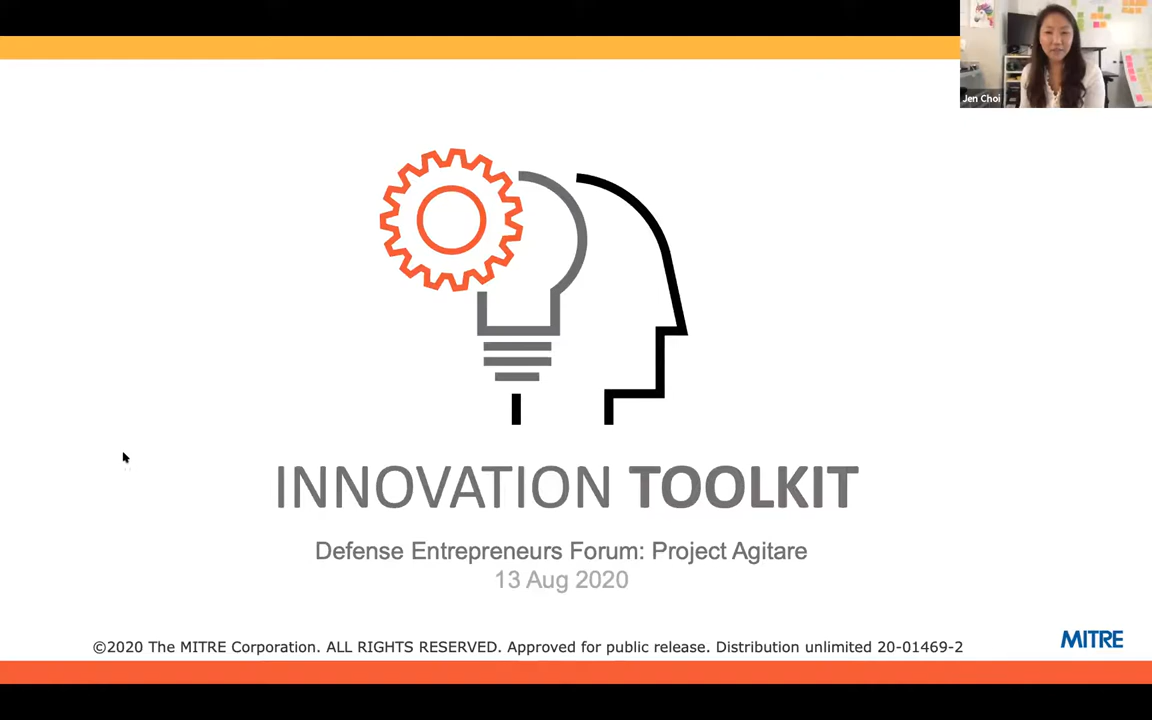 Jen Choi
INNOVATION TOOLKIT
Defense Entrepreneurs Forum: Project Agitare
13 Aug 2020
©2020 The MITRE Corporation. ALL RIGHTS RESERVED. Approved for public release. Distribution unlimited 20-01469-2
MITRE